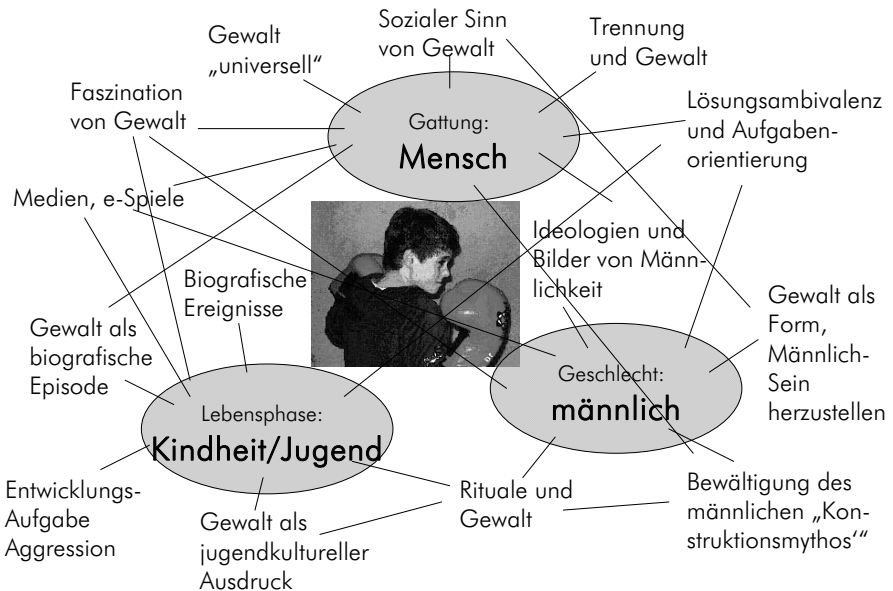 Sozialer Sinn
von Gewalt
Trennung
und Gewalt
Gewalt
„universell“
Faszination
von Gewalt
Gattung:
Mensch
Lösungsambivalenz
und Aufgaben-
orientierung
Medien, e-Spiele
Ideologien und
Bilder von Männ-
lichkeit
Biografische
Ereignisse
Gewalt als
biografische
Episode
Gewalt als
Form,
Männlich-
Sein
herzustellen
Geschlecht:
männlich
Lebensphase:
Kindheit/Jugend
Entwicklungs-
Aufgabe
Aggression
Gewalt als
jugendkultureller
Ausdruck
Rituale und
Gewalt
Bewältigung des
männlichen „Kon-
struktionsmythos‘“